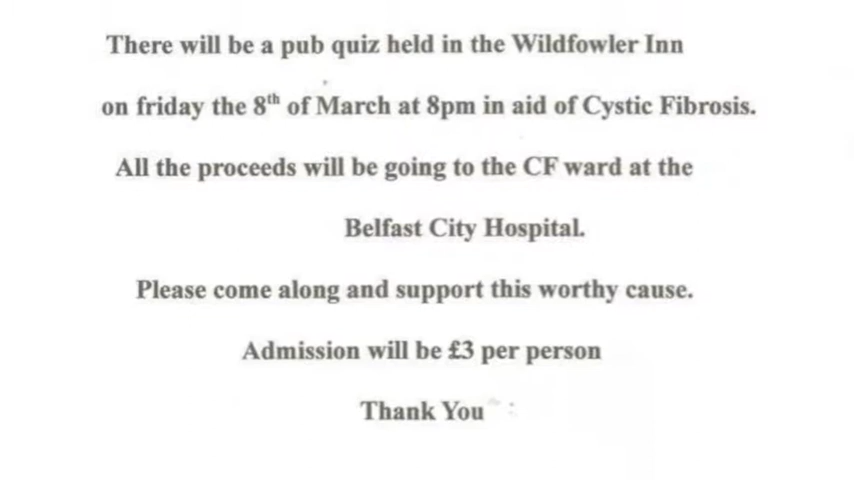 There will be a pub quiz held in the Wildfowler Inn
on friday the 8th of March at 8pm in aid of Cystic Fibrosis.
All the proceeds will be going to the CF ward at the
Belfast City Hospital.
Please come along and support this worthy cause.
Admission will be £3 per person
Thank You